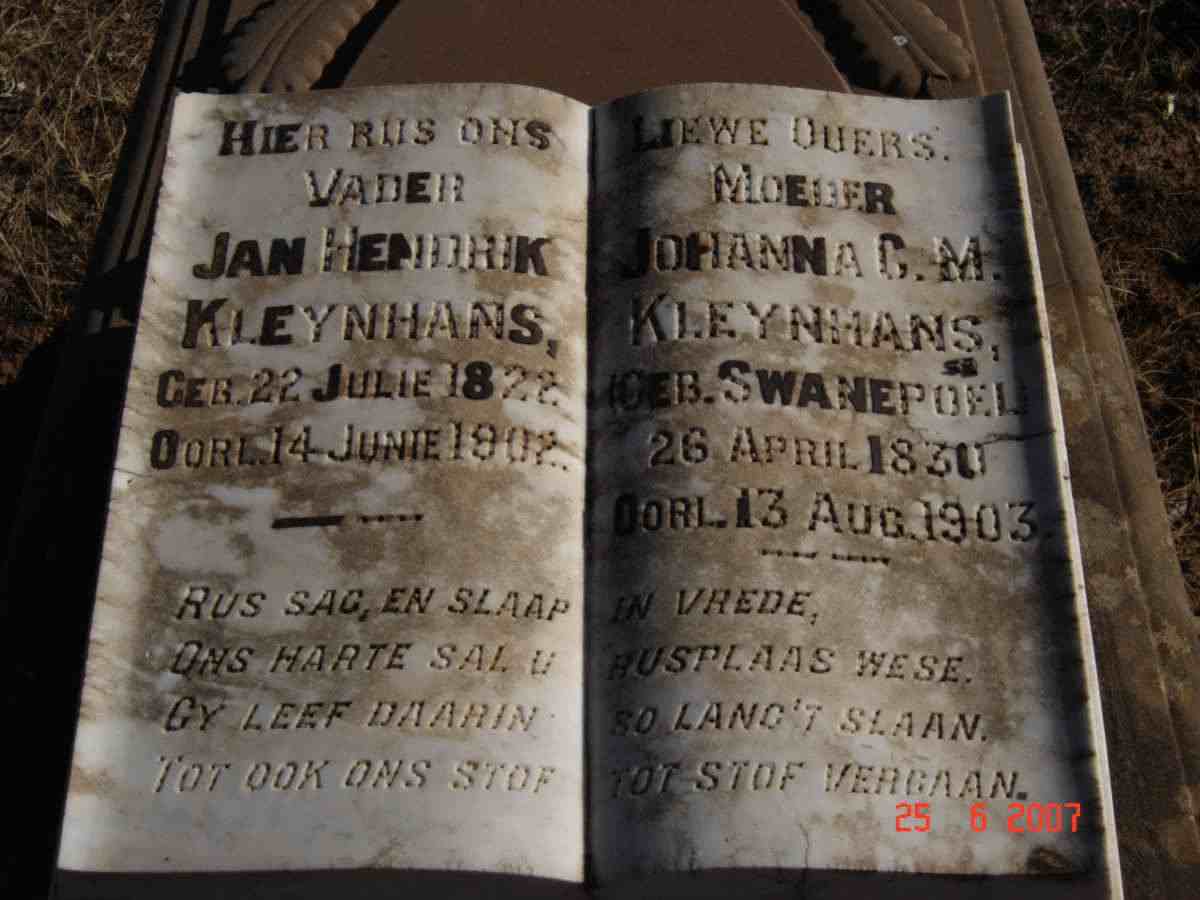 HIER RUS ONS LIEWE OUERS.
VADER
JAN HENDRIK
KLEYNHANS,
GEB. 22 JULIE 1822
OORL. 14 JUNIE 1902.
MOEDER
JOHANNA C. M.
KLEYNHANS,
(GEB. SWANEPOEL)
26 APRIL 1830
OORL. 13 AUG. 1903.
RUS SAG, EN SLAAP IN VREDE,
ONS HARTE SAL U RUSPLAAS WESE.
GY LEEF DAARIN SO LANG 'T SLAAN.
TOT OOK ONS STOF TOT STOF VERGAAN.
25 6 2007